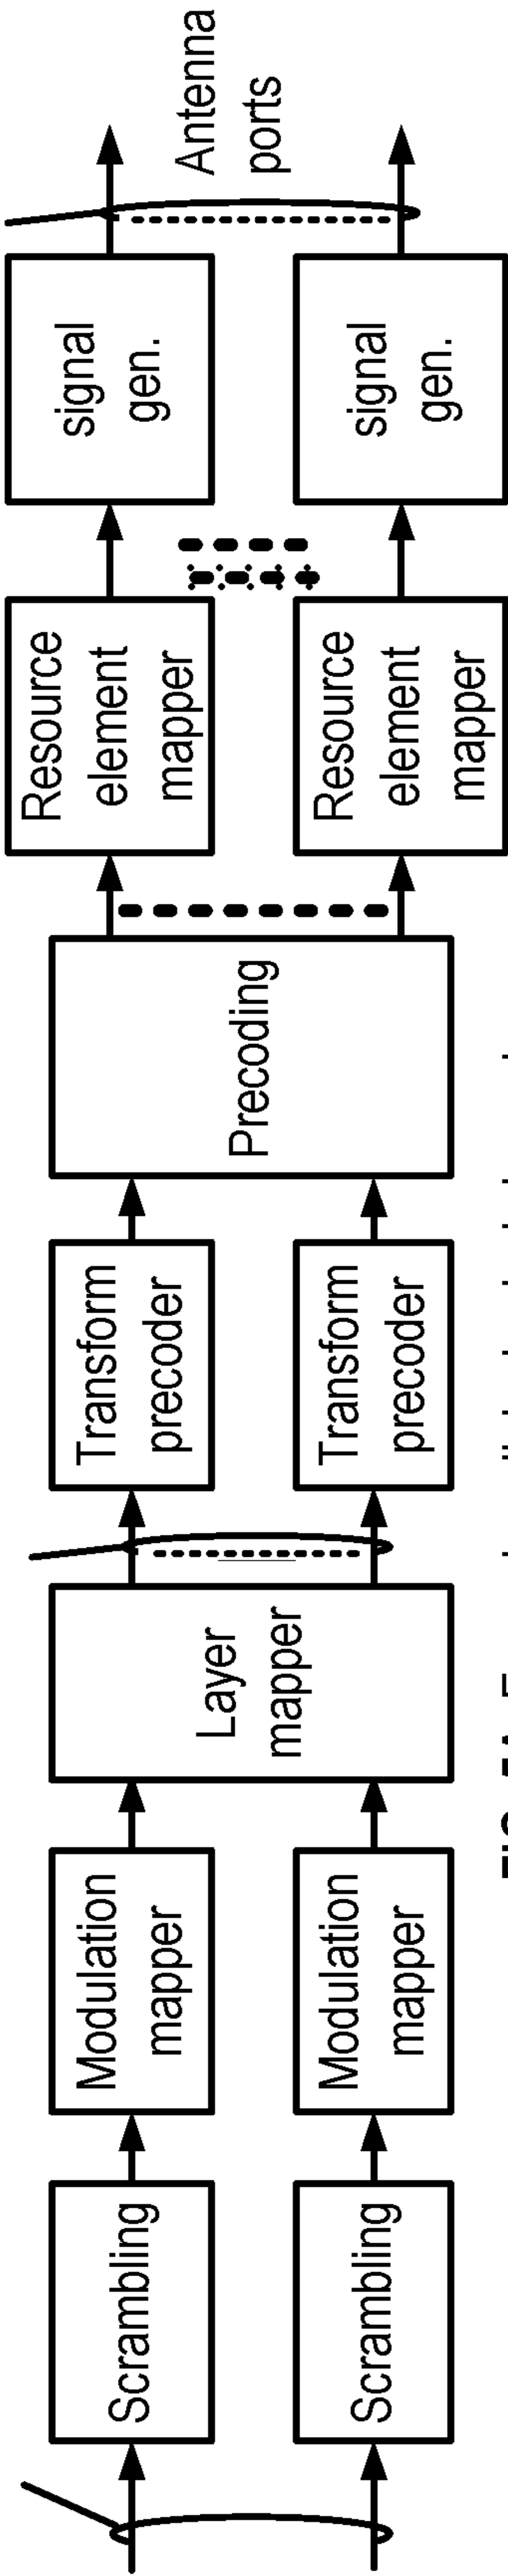 Scrambling
Modulation
mapper
Layer
mapper
Transform
precoder
Precoding
Resource
element
mapper
signal
gen.
Antenna
ports
Scrambling
Modulation
mapper
Transform
precoder
Resource
element
mapper
signal
gen.